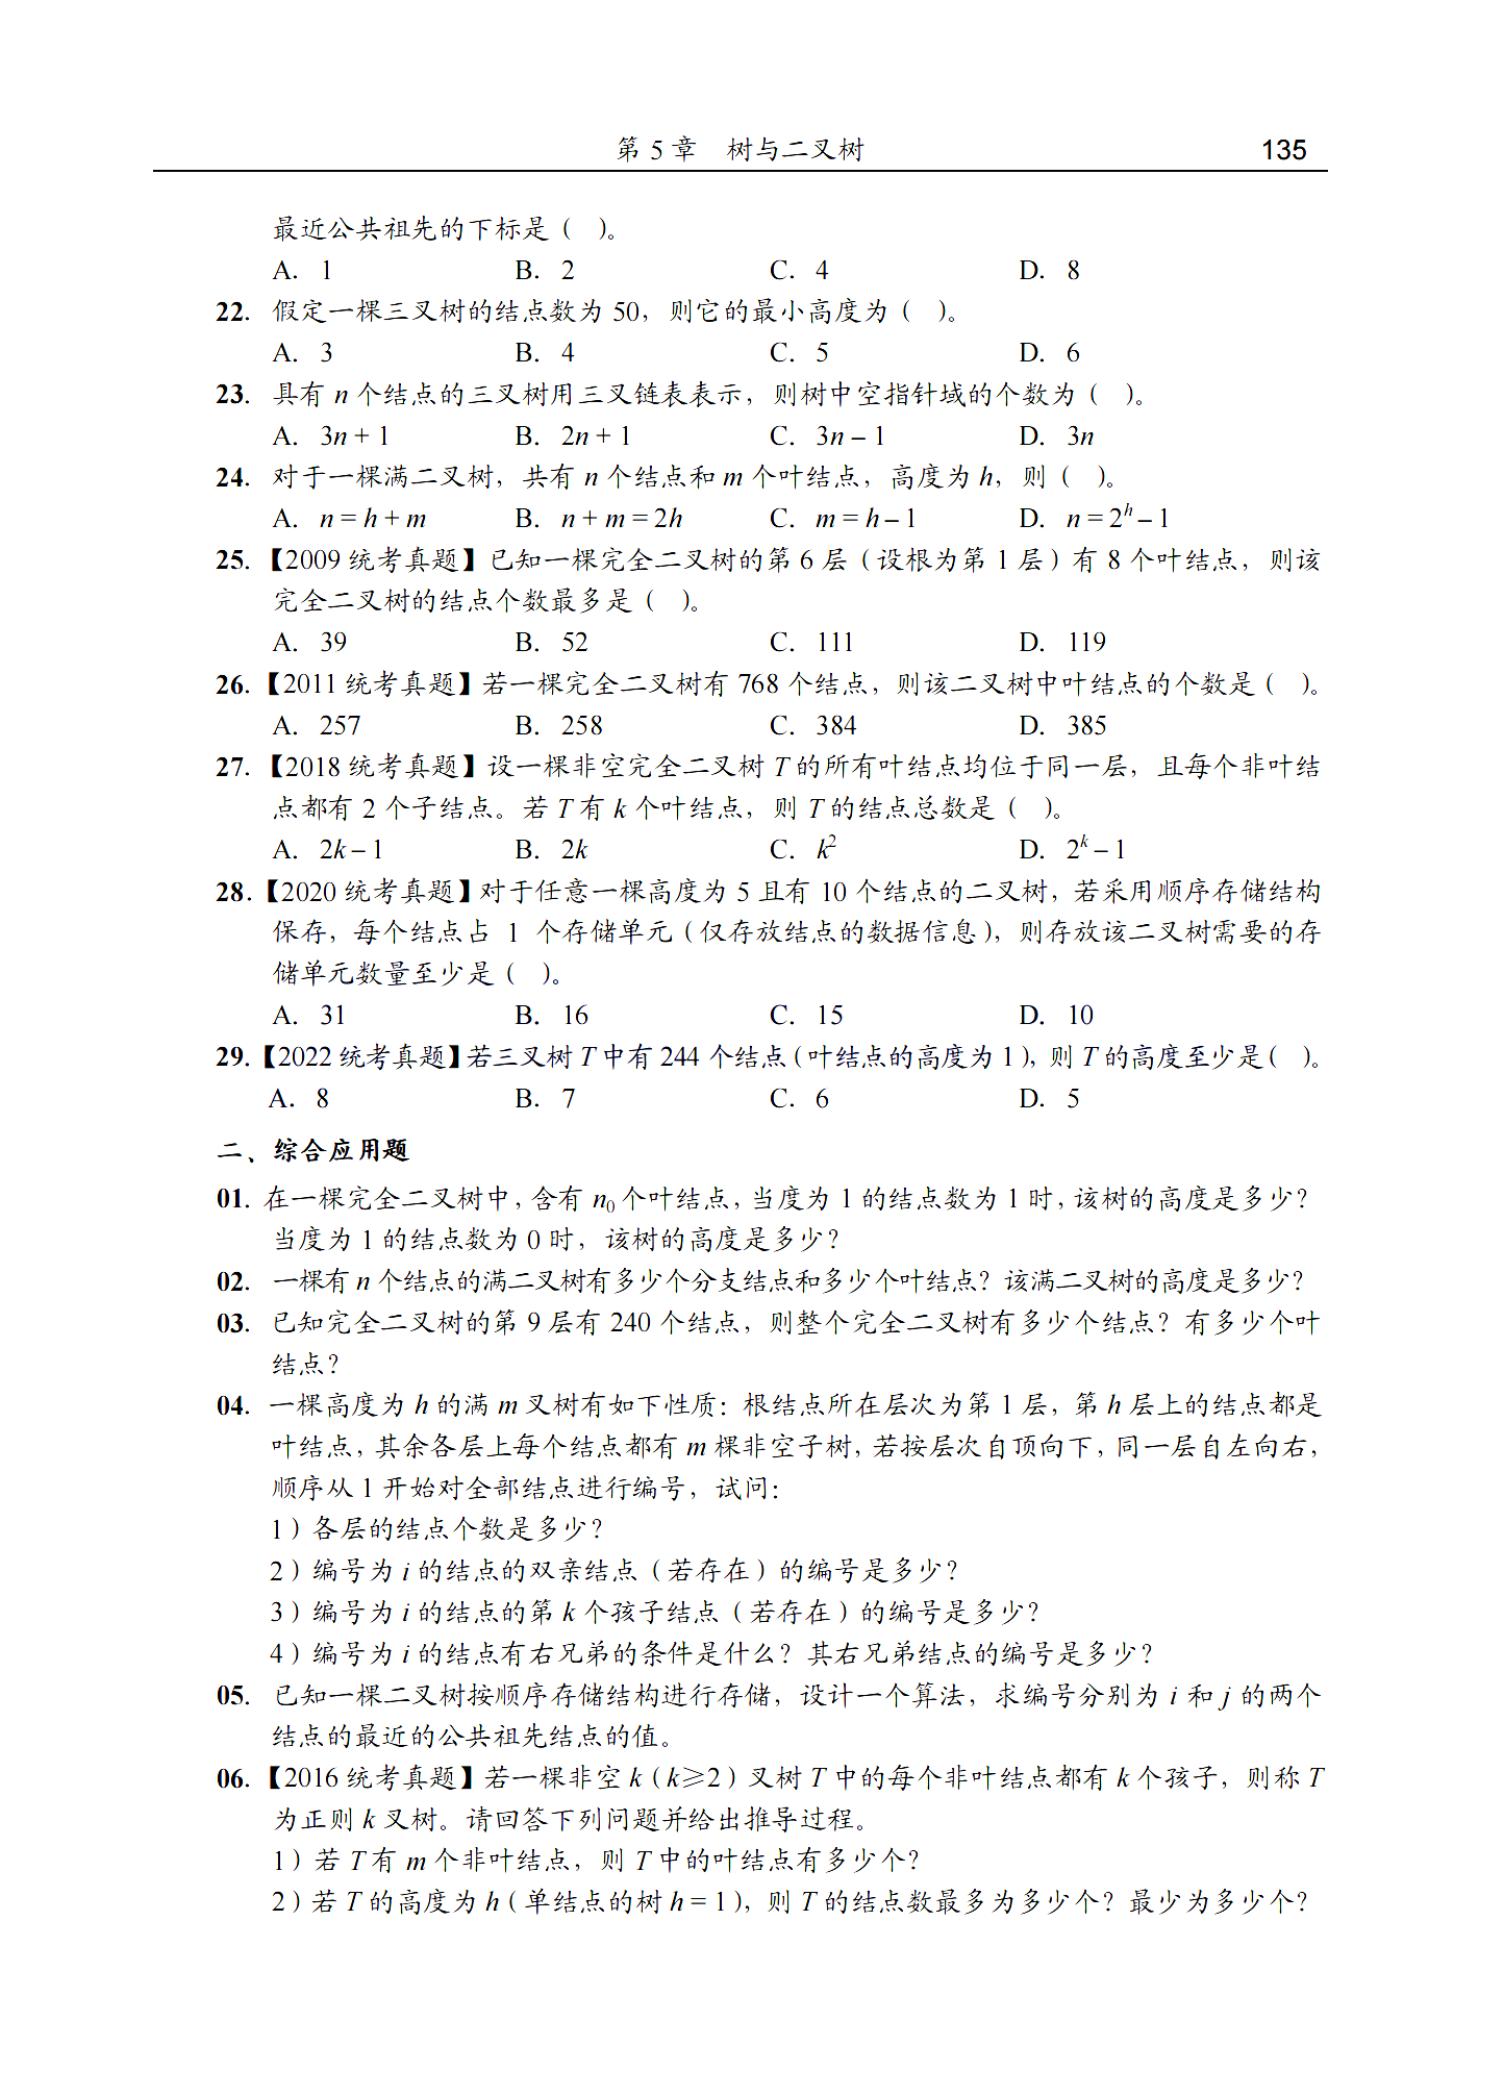 第 5 章 树与二叉树 135
最近公共祖先的下标是（ ）。
A. 1 B. 2 C. 4 D. 8
22. 假定一棵三叉树的结点数为 50，则它的最小高度为（ ）。
A. 3 B. 4 C. 5 D. 6
23. 具有 n 个结点的三叉树用三叉链表表示，则树中空指针域的个数为（ ）。
A. 3n + 1 B. 2n + 1 C. 3n – 1 D. 3n
24. 对于一棵满二叉树，共有 n 个结点和 m 个叶结点，高度为 h，则（ ）。
A. n = h + m B. n + m = 2h C. m = h – 1 D. n = 2^h – 1
25. 【2009 统考真题】已知一棵完全二叉树的第 6 层（设根为第 1 层）有 8 个叶结点，则该
完全二叉树的结点个数最多是（ ）。
A. 39 B. 52 C. 111 D. 119
26. 【2011 统考真题】若一棵完全二叉树有 768 个结点，则该二叉树中叶结点的个数是（ ）。
A. 257 B. 258 C. 384 D. 385
27. 【2018 统考真题】设一棵非空完全二叉树 T 的所有叶结点均位于同一层，且每个非叶结
点都有 2 个子结点。若 T 有 k 个叶结点，则 T 的结点总数是（ ）。
A. 2k – 1 B. 2k C. k² D. 2^k – 1
28. 【2020 统考真题】对于任意一棵高度为 5 且有 10 个结点的二叉树，若采用顺序存储结构
保存，每个结点占 1 个存储单元（仅存放结点的数据信息），则存放该二叉树需要的存
储单元数量至少是（ ）。
A. 31 B. 16 C. 15 D. 10
29. 【2022 统考真题】若三叉树 T 中有 244 个结点（叶结点的高度为 1），则 T 的高度至少是（ ）。
A. 8 B. 7 C. 6 D. 5
二、综合应用题
01. 在一棵完全二叉树中，含有 n₀ 个叶结点，当度为 1 的结点数为 1 时，该树的高度是多少？
当度为 1 的结点数为 0 时，该树的高度是多少？
02. 一棵有 n 个结点的满二叉树有多少个分支结点和多少个叶结点？该满二叉树的高度是多少？
03. 已知完全二叉树的第 9 层有 240 个结点，则整个完全二叉树有多少个结点？有多少个叶
结点？
04. 一棵高度为 h 的满 m 叉树有如下性质：根结点所在层次为第 1 层，第 h 层上的结点都是
叶结点，其余各层上每个结点都有 m 棵非空子树，若按层次自顶向下，同一层自左向右，
顺序从 1 开始对全部结点进行编号，试问：
1）各层的结点个数是多少？
2）编号为 i 的结点的双亲结点（若存在）的编号是多少？
3）编号为 i 的结点的第 k 个孩子结点（若存在）的编号是多少？
4）编号为 i 的结点有右兄弟的条件是什么？其右兄弟结点的编号是多少？
05. 已知一棵二叉树按顺序存储结构进行存储，设计一个算法，求编号分别为 i 和 j 的两个
结点的最近的公共祖先结点的值。
06. 【2016 统考真题】若一棵非空 k（k≥2）叉树 T 中的每个非叶结点都有 k 个孩子，则称 T
为正则 k 叉树。请回答下列问题并给出推导过程。
1）若 T 有 m 个非叶结点，则 T 中的叶结点有多少个？
2）若 T 的高度为 h（单结点的树 h = 1），则 T 的结点数最多为多少个？最少为多少个？